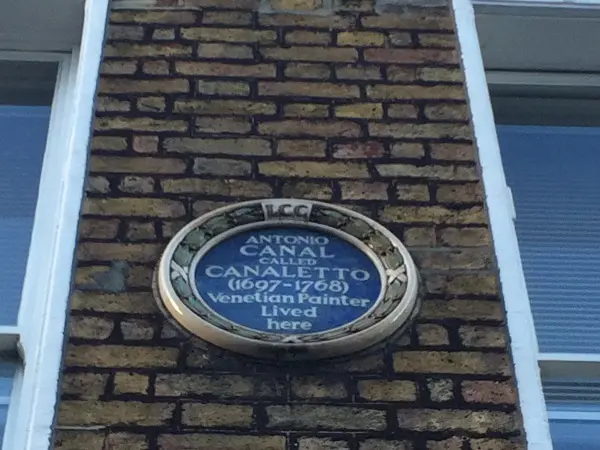 LCC
ANTONIO
CANAL
CALLED
CANALETTO
(1697-1768)
Venetian Painter
Lived
here